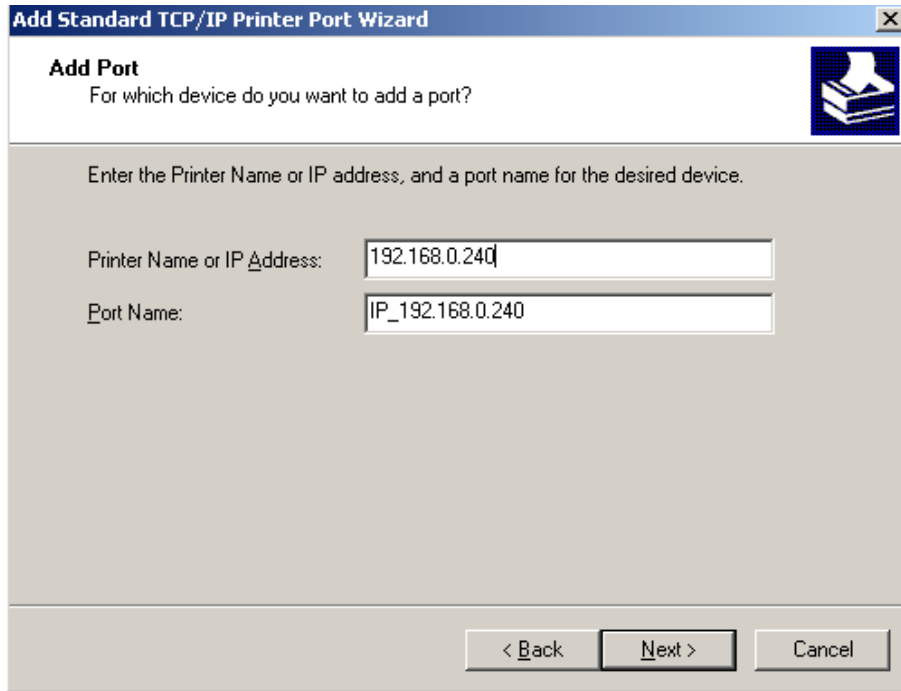 Add Standard TCP/IP Printer Port Wizard
Add Port
For which device do you want to add a port?
Enter the Printer Name or IP address, and a port name for the desired device.
Printer Name or IP Address: 192.168.0.240
Port Name: IP_192.168.0.240
< Back Next > Cancel